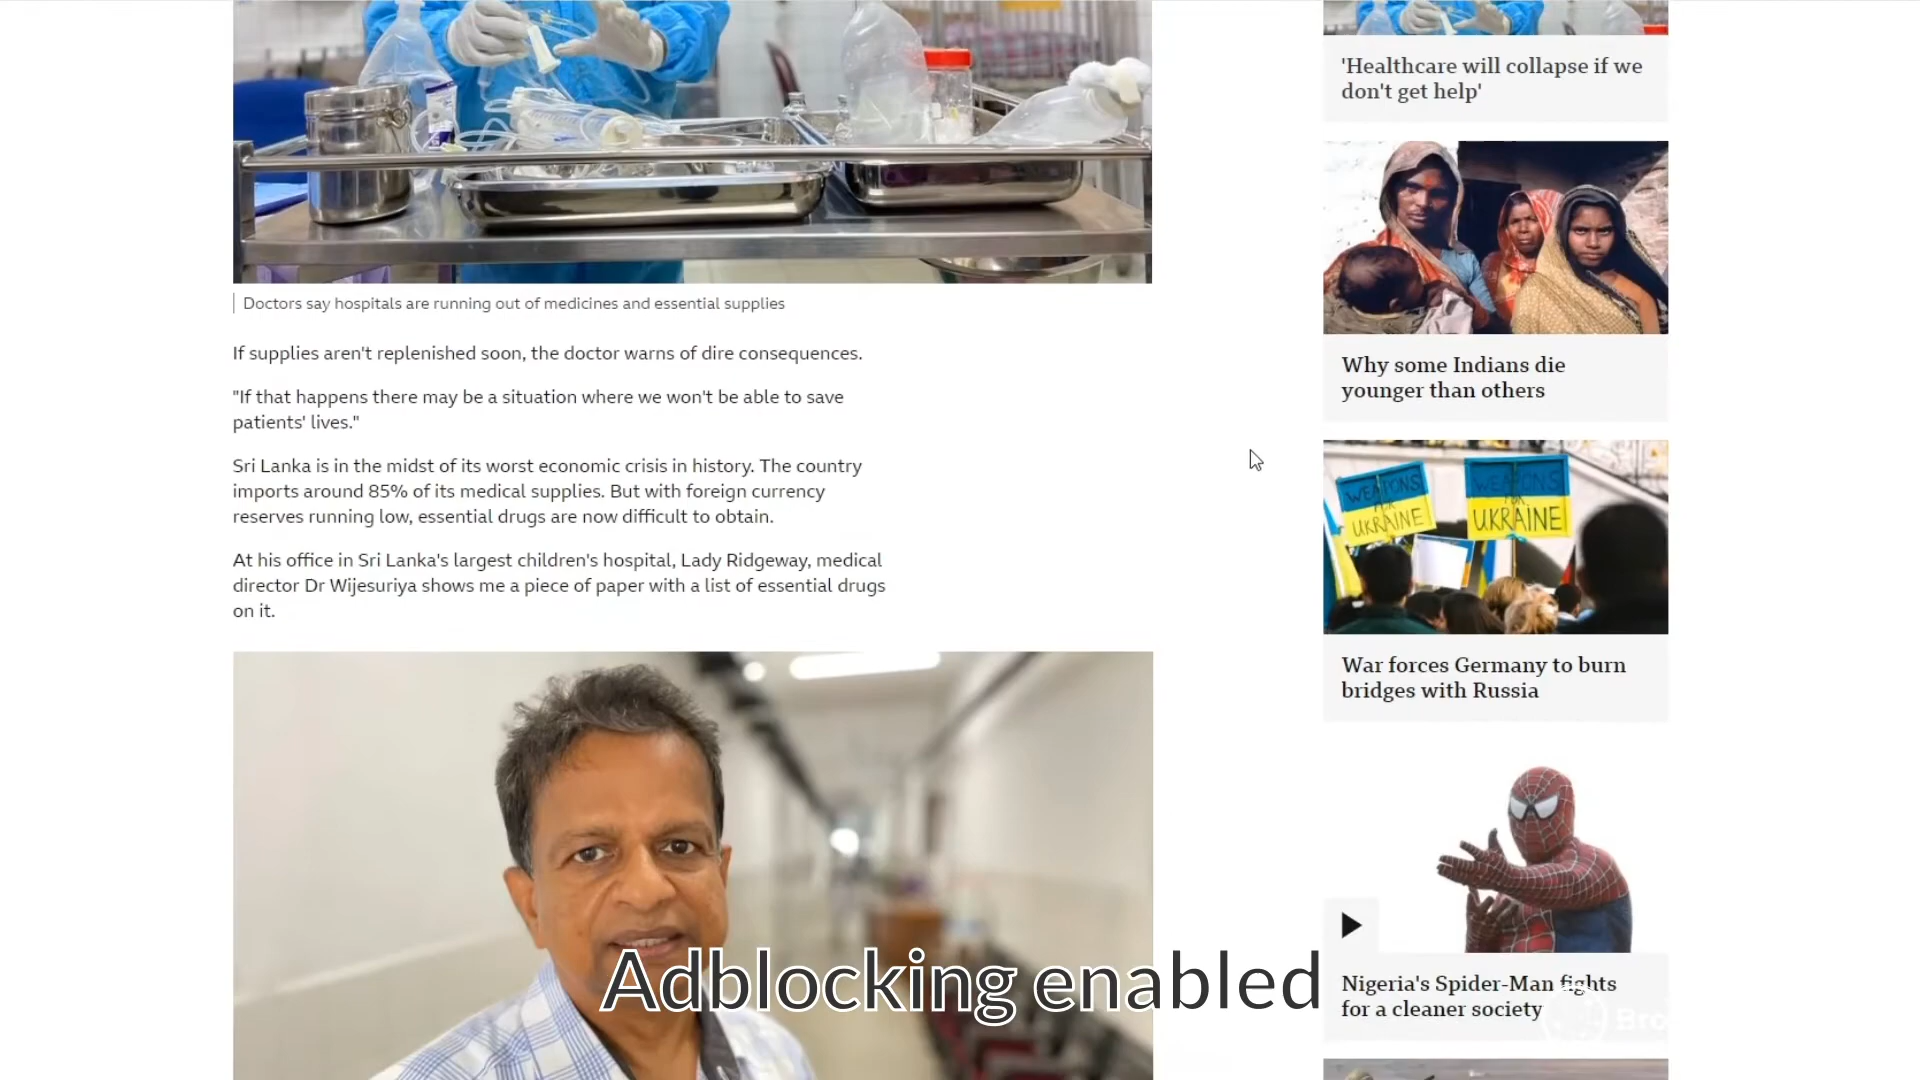 Doctors say hospitals are running out of medicines and essential supplies
If supplies aren't replenished soon, the doctor warns of dire consequences.
"If that happens there may be a situation where we won't be able to save
patients' lives."
Sri Lanka is in the midst of its worst economic crisis in history. The country
imports around 85% of its medical supplies. But with foreign currency
reserves running low, essential drugs are now difficult to obtain.
At his office in Sri Lanka's largest children's hospital, Lady Ridgeway, medical
director Dr Wijesuriya shows me a piece of paper with a list of essential drugs
on it.
Adblocking enabled
'Healthcare will collapse if we
don't get help'
Why some Indians die
younger than others
WEAPONS
FOR
UKRAINE
WEAPONS
FOR
UKRAINE
War forces Germany to burn
bridges with Russia
Nigeria's Spider-Man fights
for a cleaner society